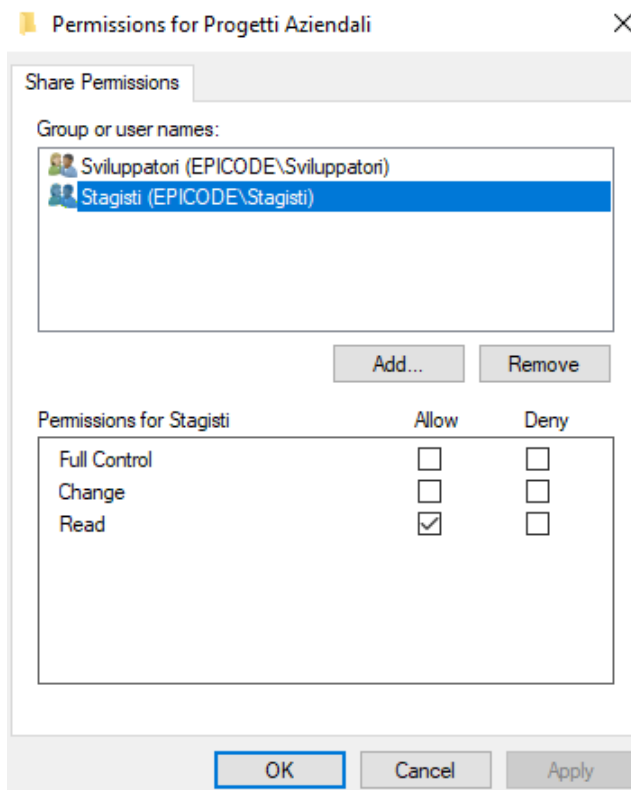 Permissions for Progetti Aziendali
Share Permissions
Group or user names:
Sviluppatori (EPICODE\Sviluppatori)
Stagisti (EPICODE\Stagisti)
Add... Remove
Permissions for Stagisti Allow Deny
Full Control
Change
Read
OK Cancel Apply